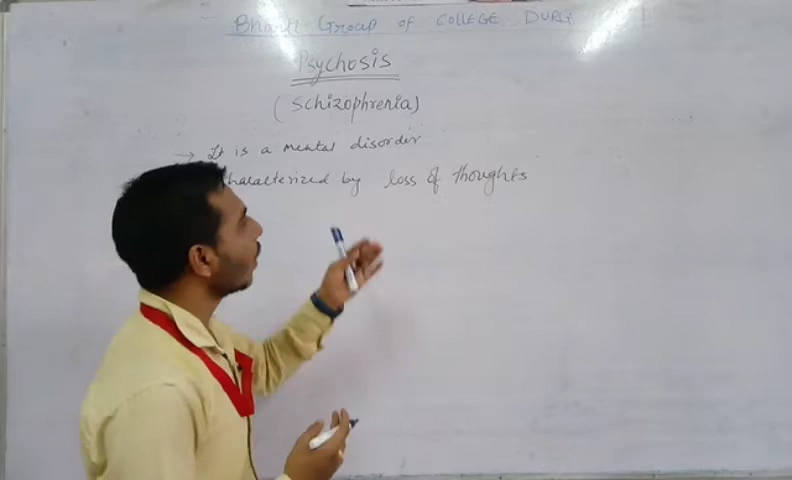 Bharti Group of COLLEGE DURG
Psychosis
(Schizophrenia)
→ It is a mental disorder
characterized by loss of thoughts